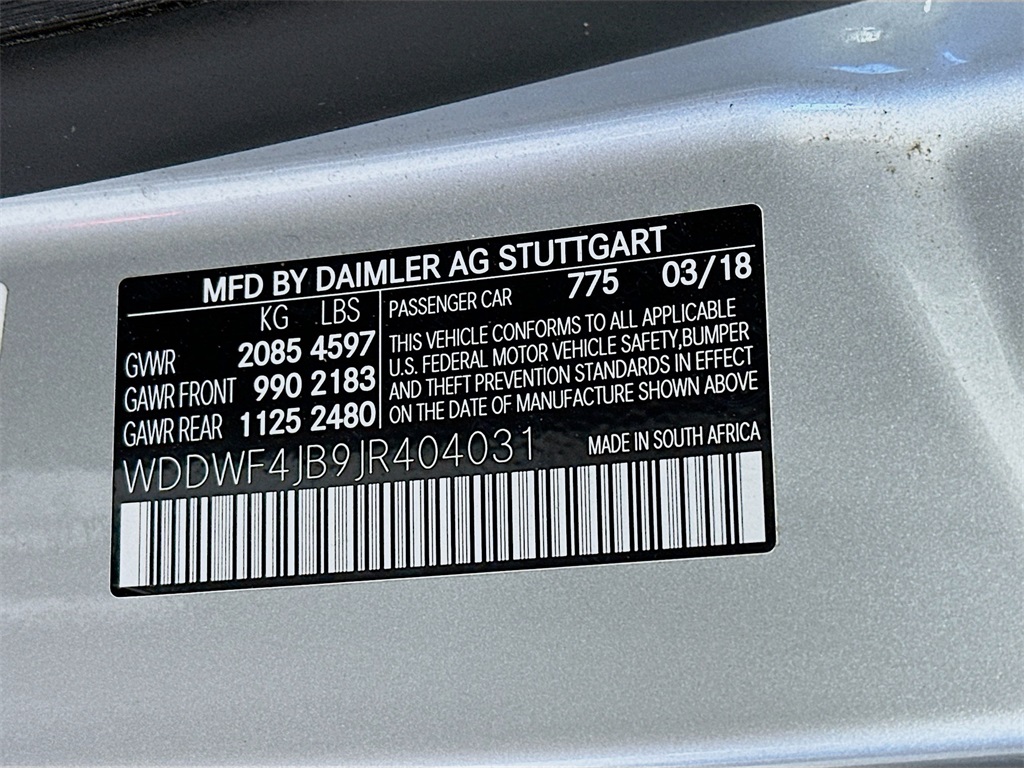 MFD BY DAIMLER AG STUTTGART
KG LBS
GVWR 2085 4597
GAWR FRONT 990 2183
GAWR REAR 1125 2480
PASSENGER CAR 775 03/18
THIS VEHICLE CONFORMS TO ALL APPLICABLE
U.S. FEDERAL MOTOR VEHICLE SAFETY,BUMPER
AND THEFT PREVENTION STANDARDS IN EFFECT
ON THE DATE OF MANUFACTURE SHOWN ABOVE
WDDWF4JB9JR404031
MADE IN SOUTH AFRICA